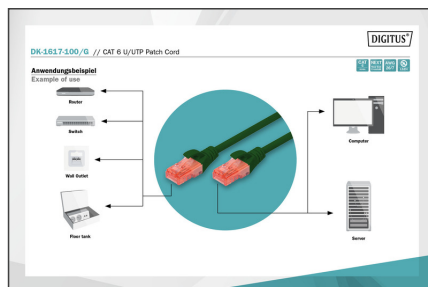 DIGITUS®
DK-1617-100/G // CAT 6 U/UTP Patch Cord
Anwendungsbeispiel
Example of use
Router
Switch
Wall Outlet
Floor tank
Computer
Server